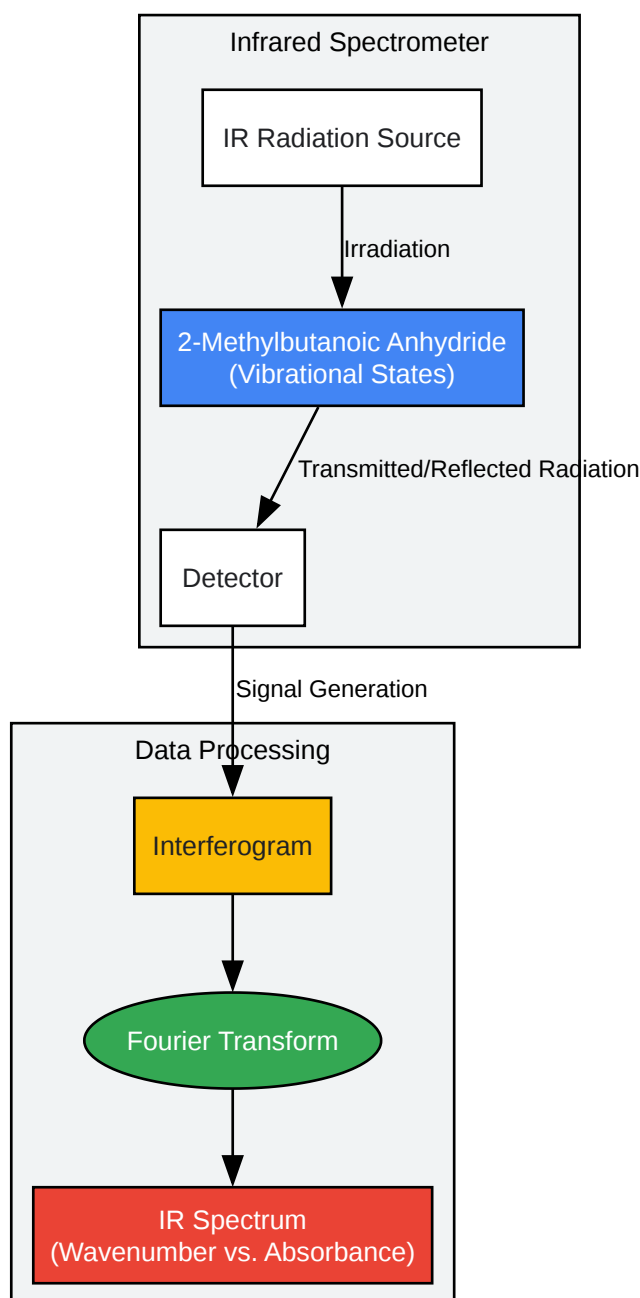 Infrared Spectrometer
IR Radiation Source
Irradiation
2-Methylbutanoic Anhydride
(Vibrational States)
Transmitted/Reflected Radiation
Detector
Signal Generation
Data Processing
Interferogram
Fourier Transform
IR Spectrum
(Wavenumber vs. Absorbance)